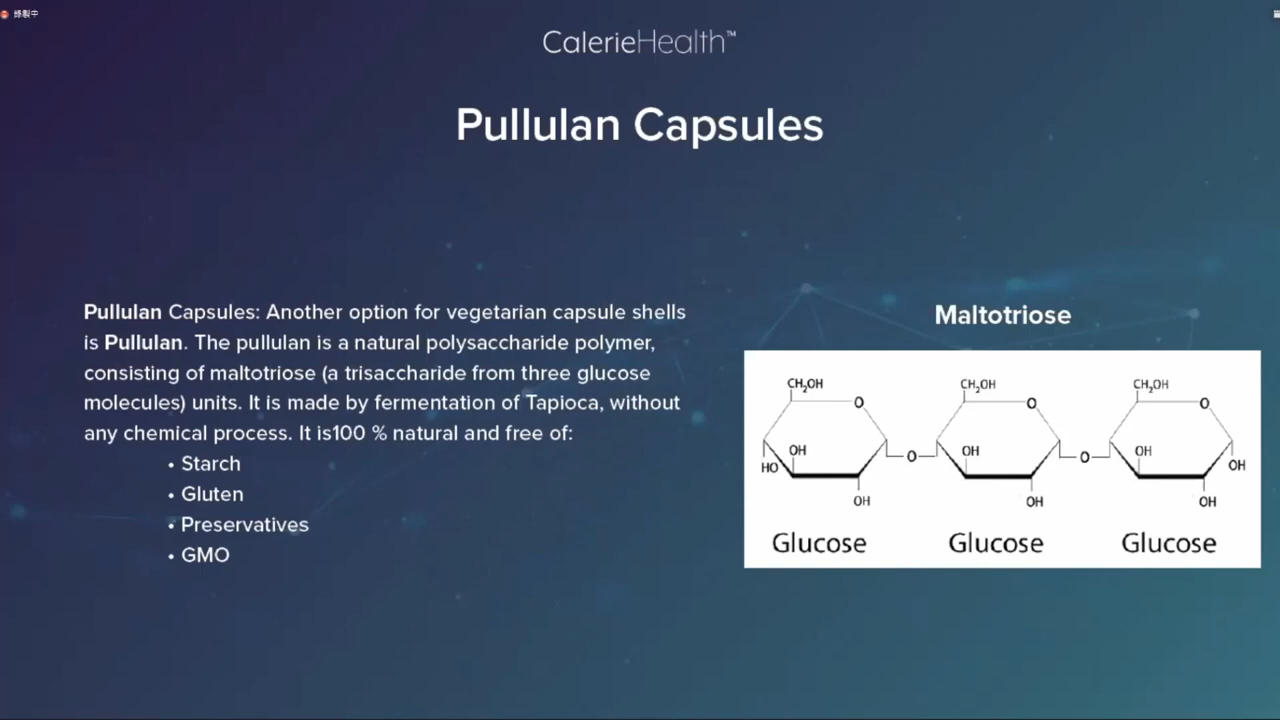 錄製中
CalerieHealth™
Pullulan Capsules
Pullulan Capsules: Another option for vegetarian capsule shells
is Pullulan. The pullulan is a natural polysaccharide polymer,
consisting of maltotriose (a trisaccharide from three glucose
molecules) units. It is made by fermentation of Tapioca, without
any chemical process. It is100 % natural and free of:
• Starch
• Gluten
• Preservatives
• GMO
Maltotriose
CH₂OH CH₂OH CH₂OH
O O O
OH OH OH
O O
HO OH
OH OH OH
Glucose Glucose Glucose